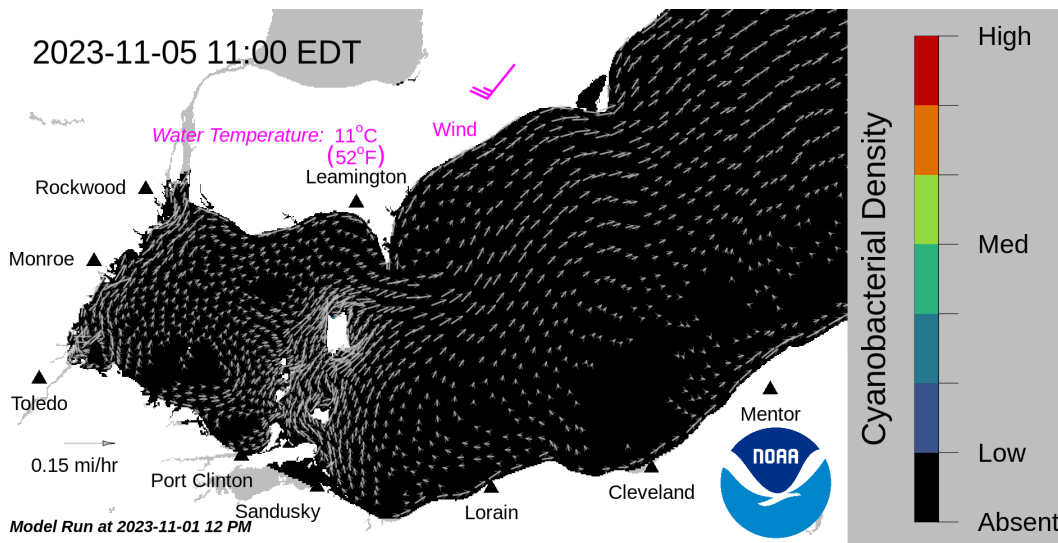 2023-11-05 11:00 EDT
Water Temperature: 11°C
(52°F)
Wind
Leamington
Rockwood
Monroe
Toledo
0.15 mi/hr
Port Clinton
Sandusky
Lorain
Cleveland
Mentor
NOAA
Model Run at 2023-11-01 12 PM
Cyanobacterial Density
High
Med
Low
Absent